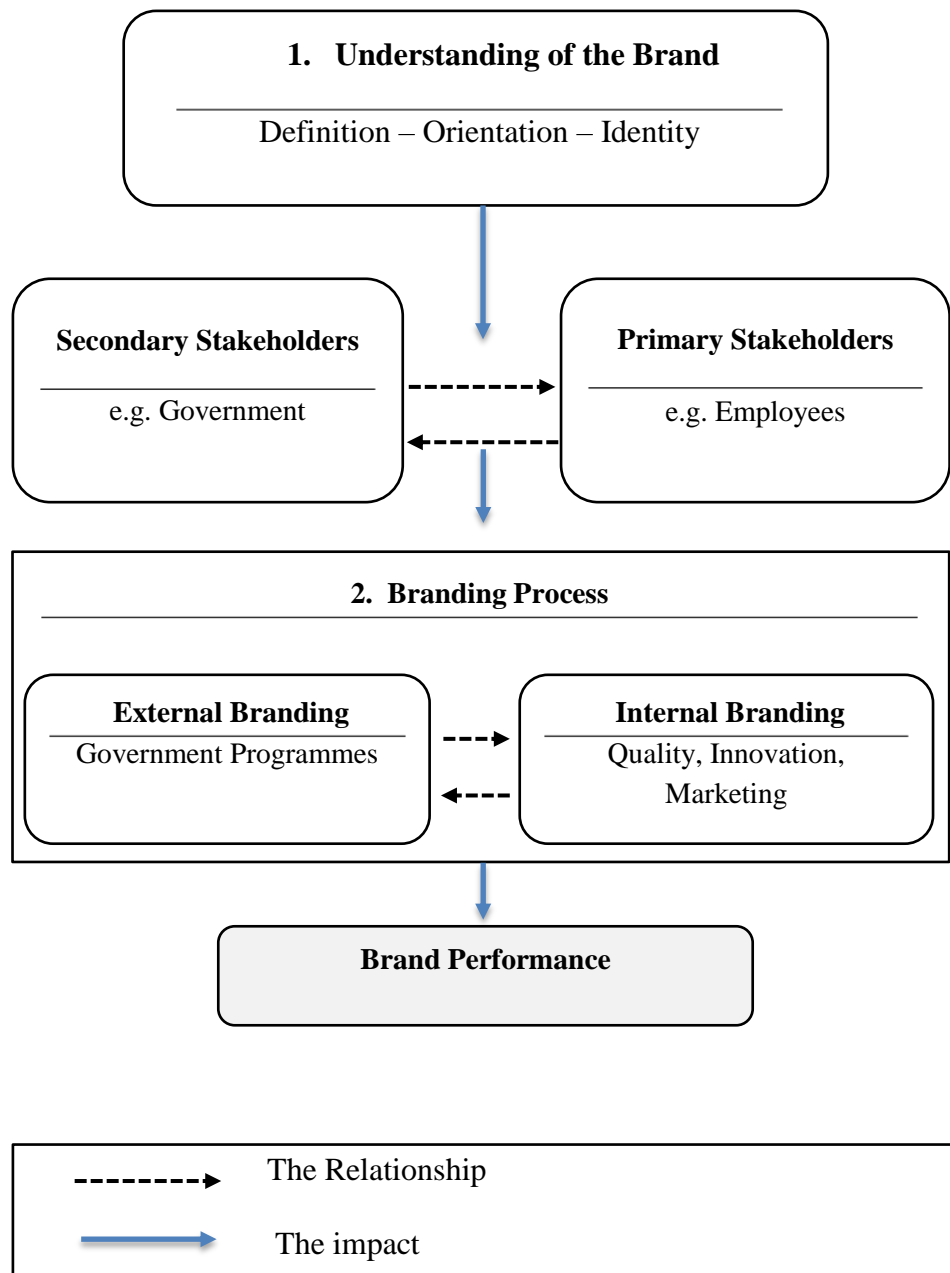 1. Understanding of the Brand
Definition – Orientation – Identity
Secondary Stakeholders
e.g. Government
Primary Stakeholders
e.g. Employees
2. Branding Process
External Branding
Government Programmes
Internal Branding
Quality, Innovation,
Marketing
Brand Performance
The Relationship
The impact